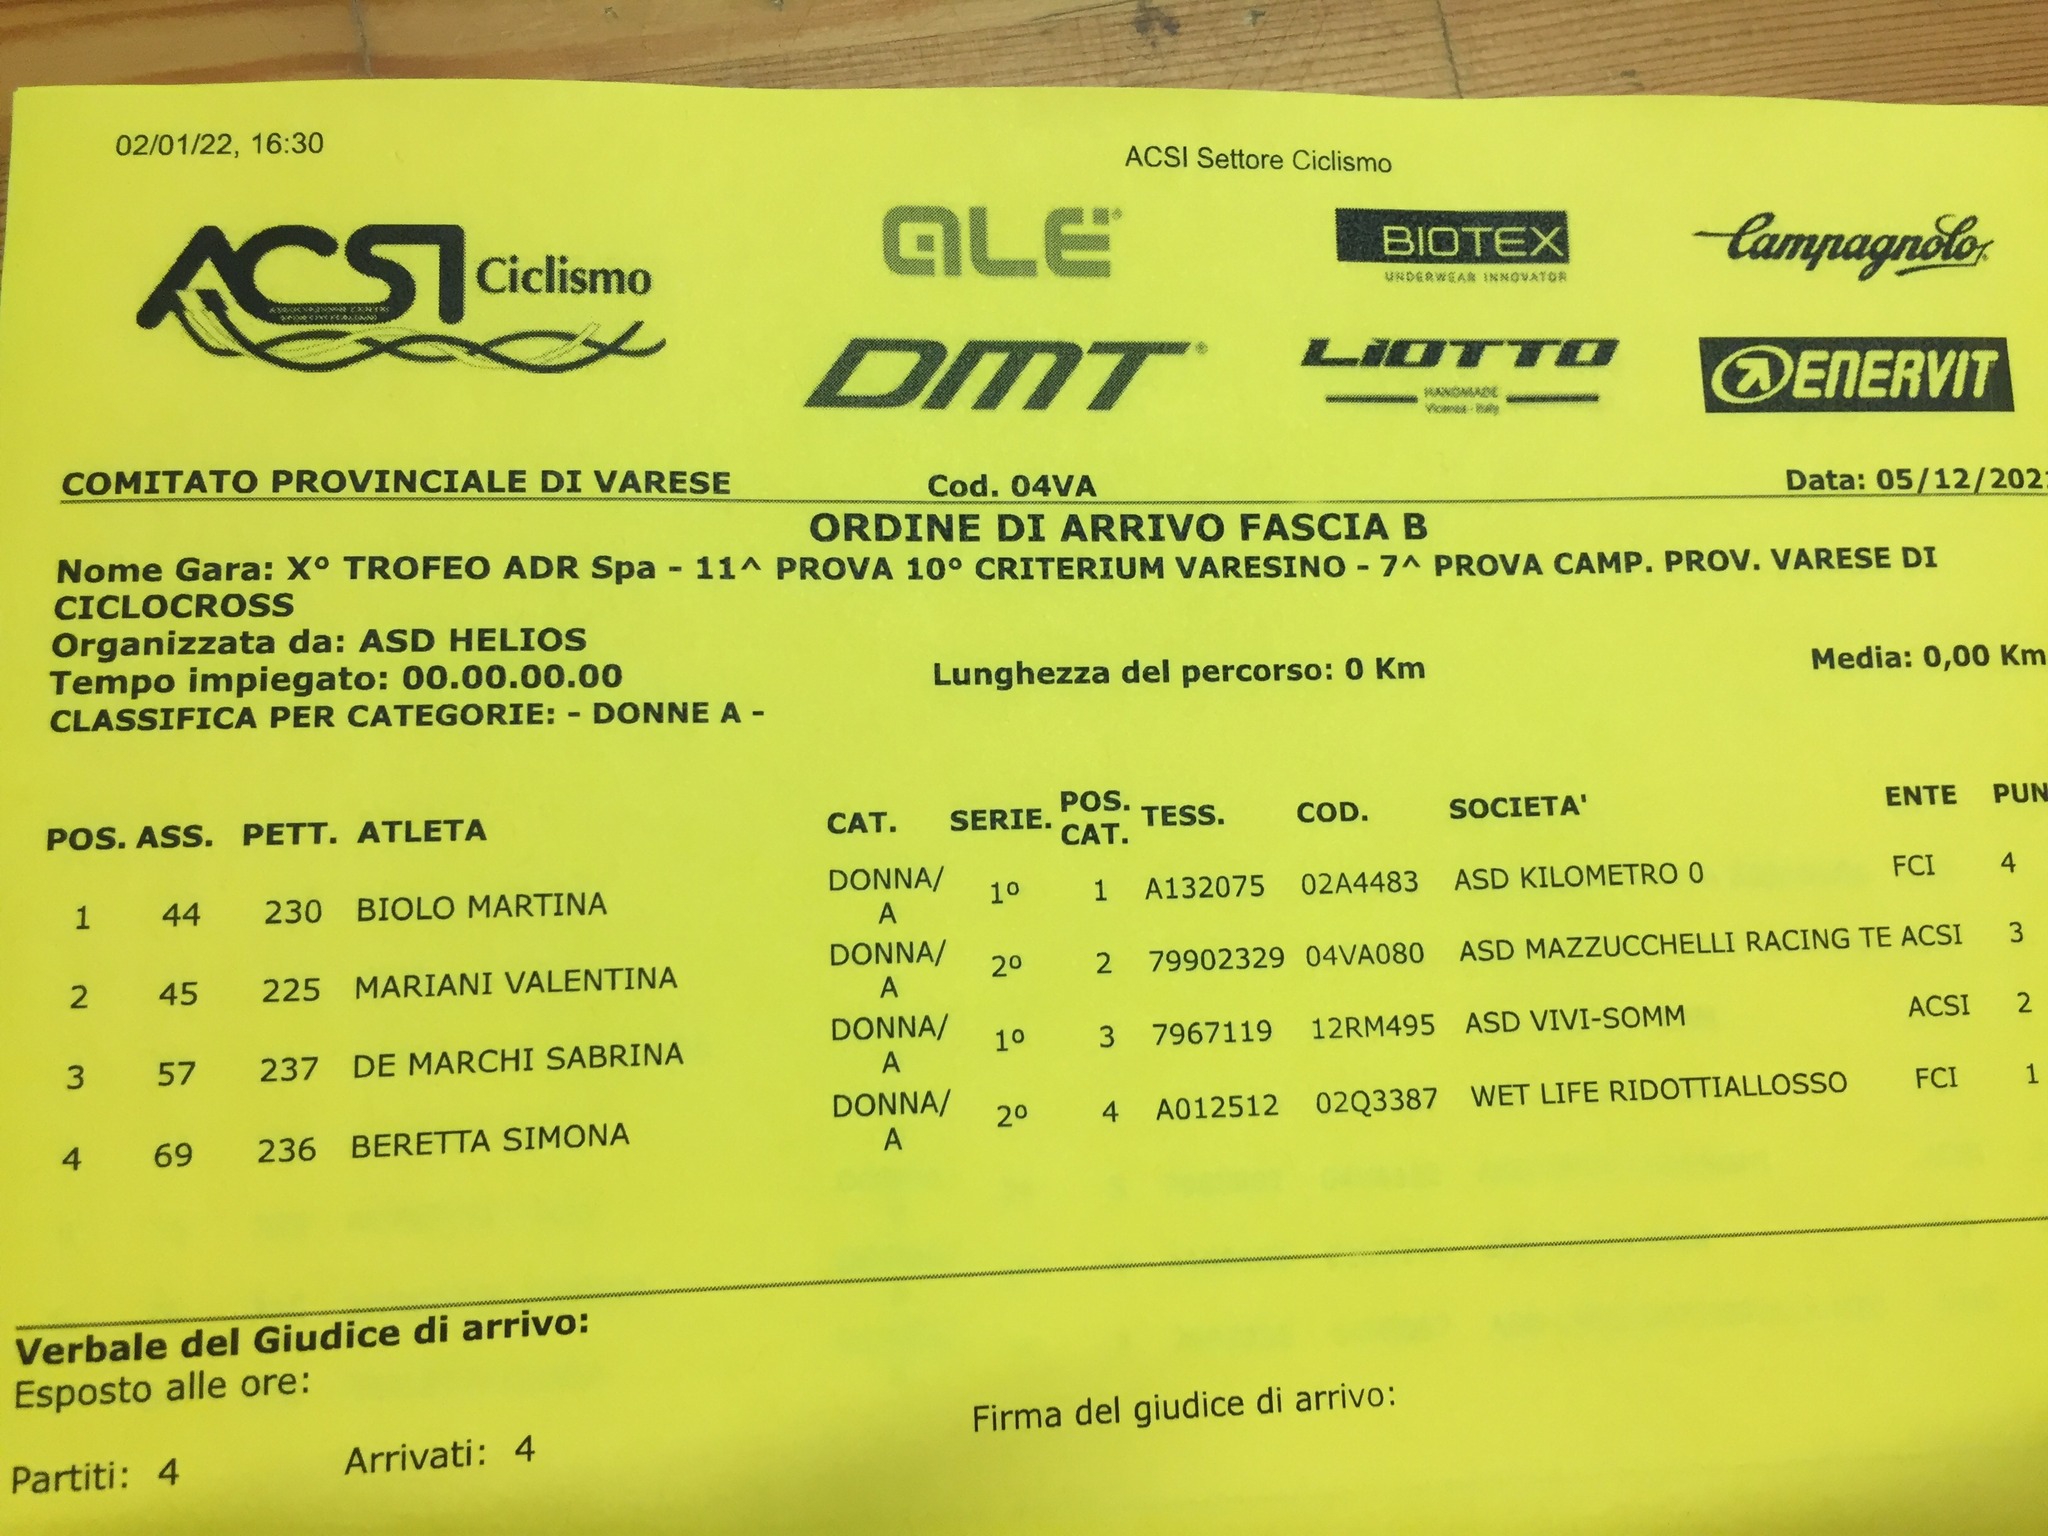 02/01/22, 16:30
ACSI Settore Ciclismo
ACSI Ciclismo
ALÉ
BIOTEX
UNDERWEAR INNOVATOR
Campagnolo
DMT
LIOTTO
HANDMADE
Vicenza - Italy
ENERVIT
COMITATO PROVINCIALE DI VARESE Cod. 04VA Data: 05/12/202
ORDINE DI ARRIVO FASCIA B
Nome Gara: X° TROFEO ADR Spa - 11^ PROVA 10° CRITERIUM VARESINO - 7^ PROVA CAMP. PROV. VARESE DI
CICLOCROSS
Organizzata da: ASD HELIOS
Tempo impiegato: 00.00.00.00 Lunghezza del percorso: 0 Km Media: 0,00 Km
CLASSIFICA PER CATEGORIE: - DONNE A -
POS. ASS. PETT. ATLETA CAT. SERIE. POS. CAT. TESS. COD. SOCIETA' ENTE PUN
1 44 230 BIOLO MARTINA DONNA/A 1º 1 A132075 02A4483 ASD KILOMETRO 0 FCI 4
2 45 225 MARIANI VALENTINA DONNA/A 2º 2 79902329 04VA080 ASD MAZZUCCHELLI RACING TE ACSI 3
3 57 237 DE MARCHI SABRINA DONNA/A 1º 3 7967119 12RM495 ASD VIVI-SOMM ACSI 2
4 69 236 BERETTA SIMONA DONNA/A 2º 4 A012512 02Q3387 WET LIFE RIDOTTIALLOSSO FCI 1
Verbale del Giudice di arrivo:
Esposto alle ore:
Firma del giudice di arrivo:
Partiti: 4 Arrivati: 4